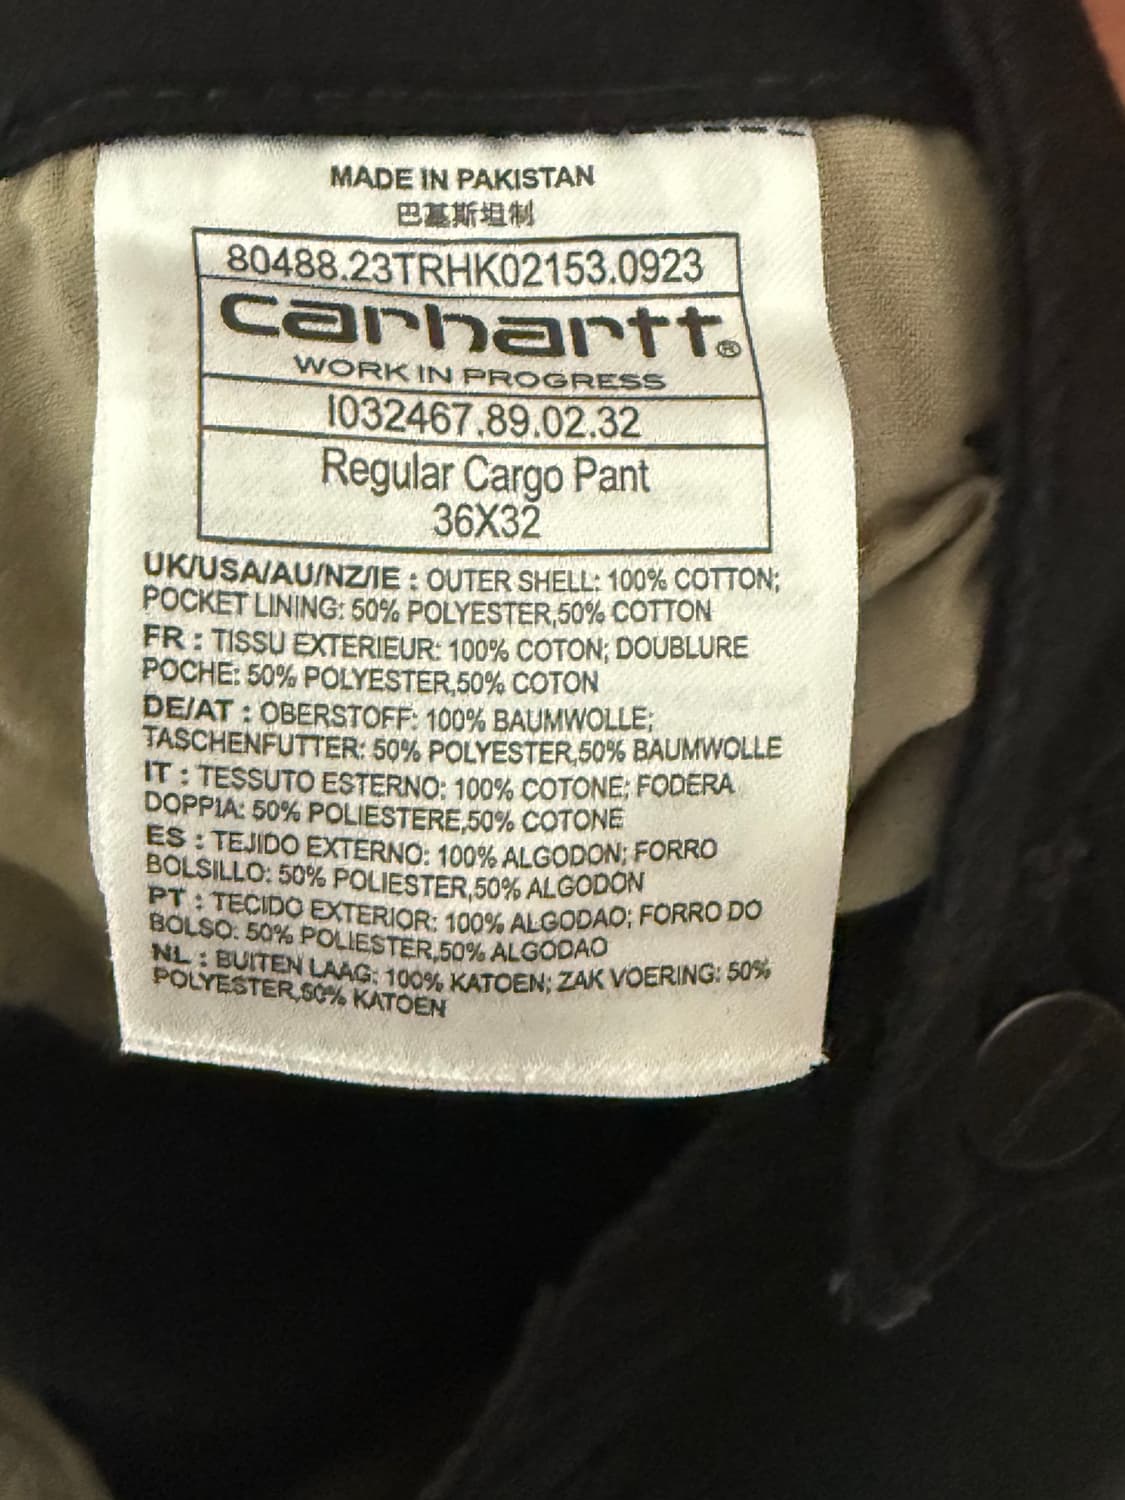 MADE IN PAKISTAN
巴基斯坦制
80488.23TRHK02153.0923
carhartt®
WORK IN PROGRESS
I032467.89.02.32
Regular Cargo Pant
36X32
UK/USA/AU/NZ/IE : OUTER SHELL: 100% COTTON;
POCKET LINING: 50% POLYESTER,50% COTTON
FR : TISSU EXTERIEUR: 100% COTON; DOUBLURE
POCHE: 50% POLYESTER,50% COTON
DE/AT : OBERSTOFF: 100% BAUMWOLLE;
TASCHENFUTTER: 50% POLYESTER,50% BAUMWOLLE
IT : TESSUTO ESTERNO: 100% COTONE; FODERA
DOPPIA: 50% POLIESTERE,50% COTONE
ES : TEJIDO EXTERNO: 100% ALGODON; FORRO
BOLSILLO: 50% POLIESTER,50% ALGODON
PT : TECIDO EXTERIOR: 100% ALGODAO; FORRO DO
BOLSO: 50% POLIESTER,50% ALGODAO
NL : BUITEN LAAG: 100% KATOEN; ZAK VOERING: 50%
POLYESTER,50% KATOEN